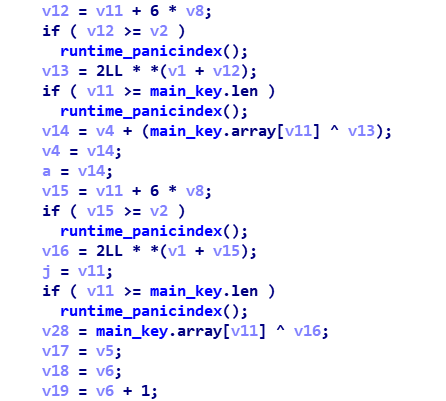 v12 = v11 + 6 * v8;
if ( v12 >= v2 )
runtime_panicindex();
v13 = 2LL * *(v1 + v12);
if ( v11 >= main_key.len )
runtime_panicindex();
v14 = v4 + (main_key.array[v11] ^ v13);
v4 = v14;
a = v14;
v15 = v11 + 6 * v8;
if ( v15 >= v2 )
runtime_panicindex();
v16 = 2LL * *(v1 + v15);
j = v11;
if ( v11 >= main_key.len )
runtime_panicindex();
v28 = main_key.array[v11] ^ v16;
v17 = v5;
v18 = v6;
v19 = v6 + 1;